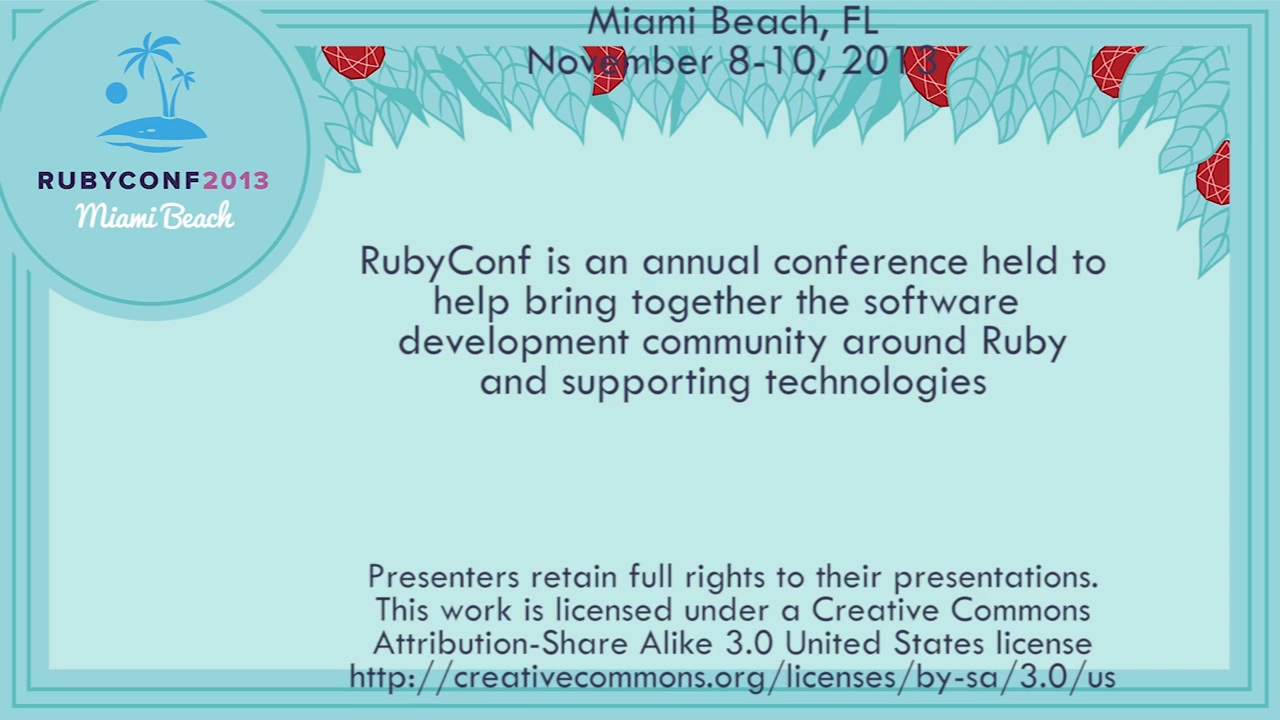 Miami Beach, FL
November 8-10, 2013
RUBYCONF2013
Miami Beach
RubyConf is an annual conference held to
help bring together the software
development community around Ruby
and supporting technologies
Presenters retain full rights to their presentations.
This work is licensed under a Creative Commons
Attribution-Share Alike 3.0 United States license
http://creativecommons.org/licenses/by-sa/3.0/us